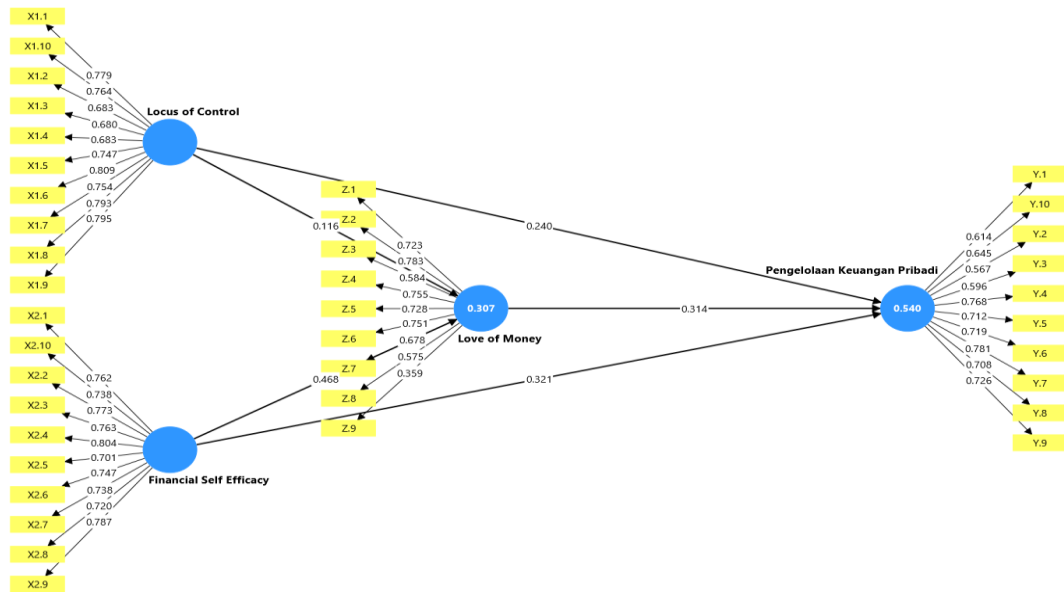 X1.1
X1.10
X1.2
X1.3
X1.4
X1.5
X1.6
X1.7
X1.8
X1.9
0.779
0.764
0.683
0.680
0.683
0.747
0.809
0.754
0.793
0.795
Locus of Control
X2.1
X2.10
X2.2
X2.3
X2.4
X2.5
X2.6
X2.7
X2.8
X2.9
0.762
0.738
0.773
0.763
0.804
0.701
0.747
0.738
0.720
0.787
Financial Self Efficacy
0.116
0.468
0.240
0.314
0.321
Z.1
Z.2
Z.3
Z.4
Z.5
Z.6
Z.7
Z.8
Z.9
0.723
0.783
0.584
0.755
0.728
0.751
0.678
0.575
0.359
0.307
Love of Money
Pengelolaan Keuangan Pribadi
0.540
0.614
0.645
0.567
0.596
0.768
0.712
0.719
0.781
0.708
0.726
Y.1
Y.10
Y.2
Y.3
Y.4
Y.5
Y.6
Y.7
Y.8
Y.9